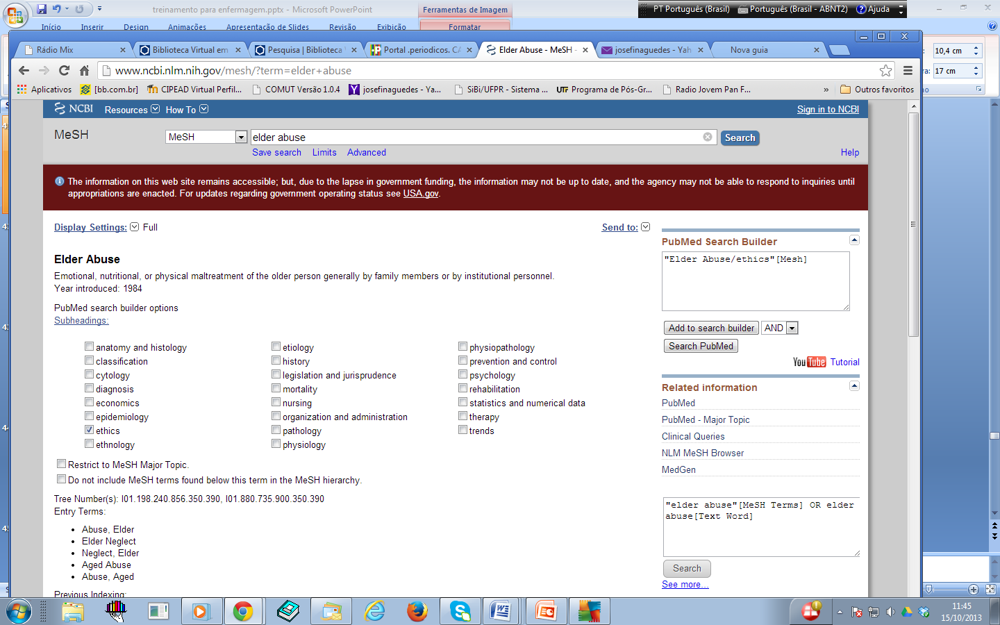 treinamento para enfermagem.pptx - Microsoft PowerPoint
Ferramentas de Imagem
PT Português (Brasil) Português (Brasil - ABNT2) Ajuda
Início Inserir Design Animações Apresentação de Slides Revisão Exibição Formatar
Rádio Mix
Biblioteca Virtual em
Pesquisa | Biblioteca
Portal .periodicos. CA
Elder Abuse - MeSH -
josefinaguedes - Yah
Nova guia
10,4 cm
www.ncbi.nlm.nih.gov/mesh/?term=elder+abuse
ra: 17 cm
Aplicativos [bb.com.br] CIPEAD Virtual Perfil... COMUT Versão 1.0.4 josefinaguedes - Ya... SiBi/UFPR - Sistema ... UTF Programa de Pós-Gr... Radio Jovem Pan F... » Outros favoritos
NCBI Resources How To Sign in to NCBI
MeSH MeSH elder abuse Search
Save search Limits Advanced Help
The information on this web site remains accessible; but, due to the lapse in government funding, the information may not be up to date, and the agency may not be able to respond to inquiries until
appropriations are enacted. For updates regarding government operating status see USA.gov.
Display Settings: Full Send to:
Elder Abuse
Emotional, nutritional, or physical maltreatment of the older person generally by family members or by institutional personnel.
Year introduced: 1984
PubMed search builder options
Subheadings:
anatomy and histology etiology physiopathology
classification history prevention and control
cytology legislation and jurisprudence psychology
diagnosis mortality rehabilitation
economics nursing statistics and numerical data
epidemiology organization and administration therapy
ethics pathology trends
ethnology physiology
Restrict to MeSH Major Topic.
Do not include MeSH terms found below this term in the MeSH hierarchy.
Tree Number(s): I01.198.240.856.350.390, I01.880.735.900.350.390
Entry Terms:
• Abuse, Elder
• Elder Neglect
• Neglect, Elder
• Aged Abuse
• Abuse, Aged
Previous Indexing:
PubMed Search Builder
"Elder Abuse/ethics"[Mesh]
Add to search builder AND
Search PubMed
YouTube Tutorial
Related information
PubMed
PubMed - Major Topic
Clinical Queries
NLM MeSH Browser
MedGen
"elder abuse"[MeSH Terms] OR elder
abuse[Text Word]
Search
See more...
11:45
15/10/2013